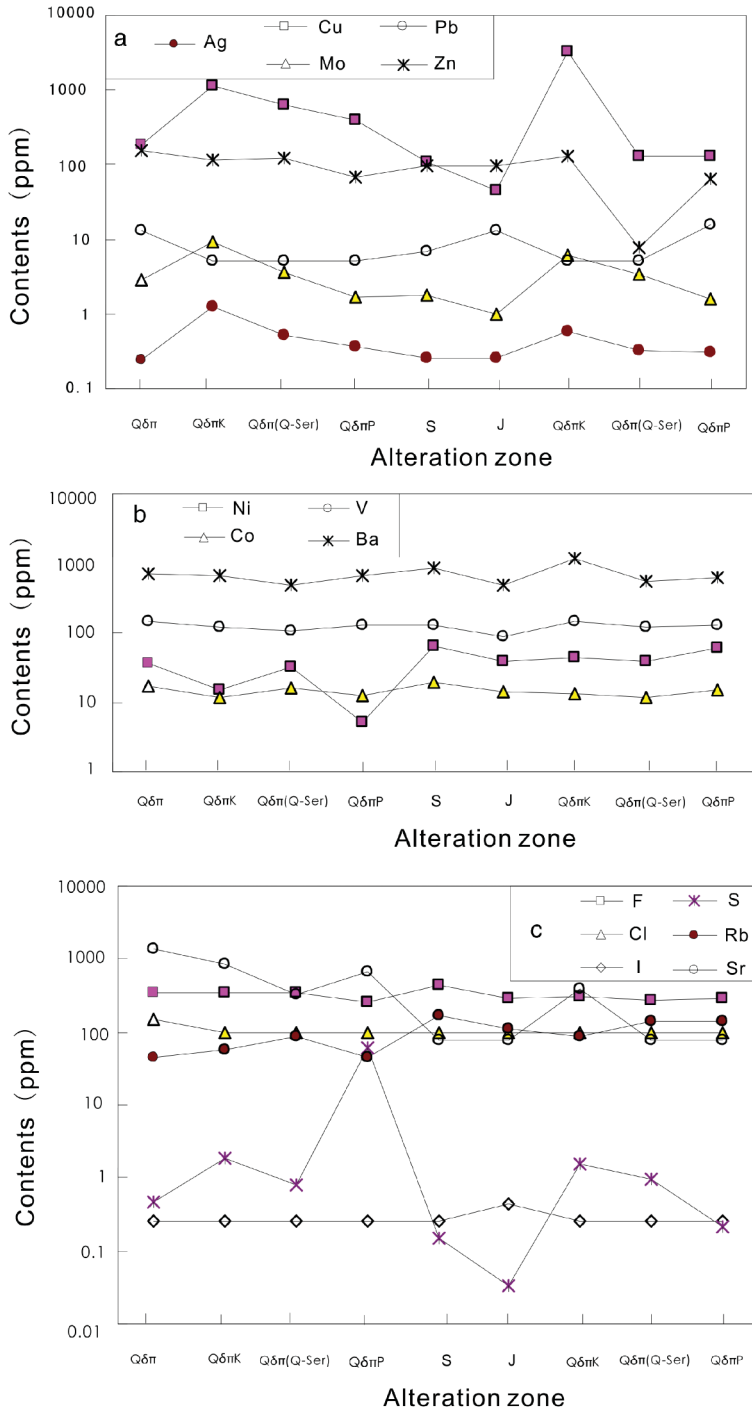 a
Ag
Cu
Pb
Mo
Zn
Contents (ppm)
10000
1000
100
10
1
0.1
Qδπ
QδπK
Qδπ(Q-Ser)
QδπP
S
J
QδπK
Qδπ(Q-Ser)
QδπP
Alteration zone
b
Ni
V
Co
Ba
Contents (ppm)
10000
1000
100
10
1
Qδπ
QδπK
Qδπ(Q-Ser)
QδπP
S
J
QδπK
Qδπ(Q-Ser)
QδπP
Alteration zone
c
F
S
Cl
Rb
I
Sr
Contents (ppm)
10000
1000
100
10
1
0.1
0.01
Qδπ
QδπK
Qδπ(Q-Ser)
QδπP
S
J
QδπK
Qδπ(Q-Ser)
QδπP
Alteration zone